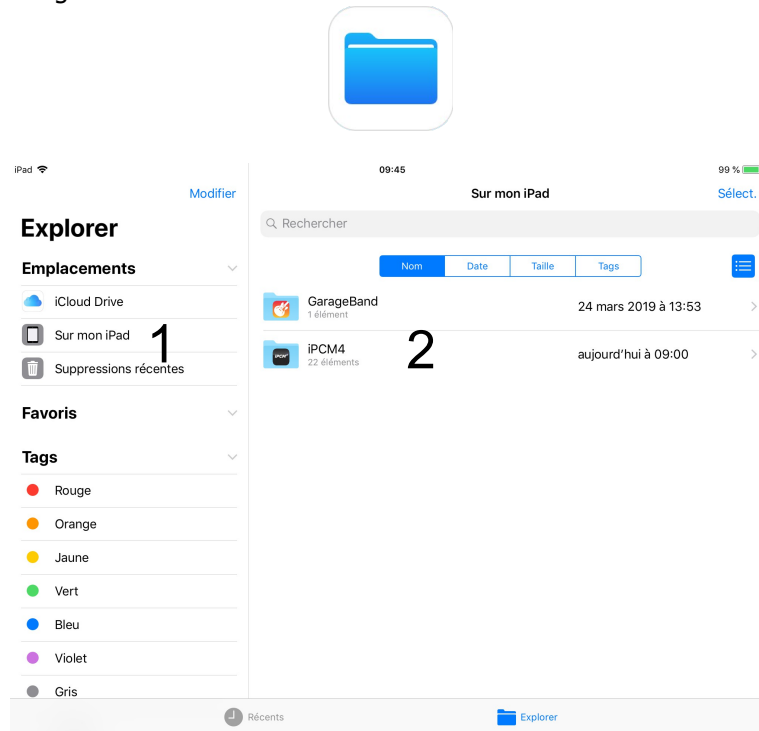 iPad 09:45 99 %
Modifier
Sur mon iPad
Sélect.
Explorer
Rechercher
Emplacements
iCloud Drive
Sur mon iPad
1
Suppressions récentes
Favoris
Tags
Rouge
Orange
Jaune
Vert
Bleu
Violet
Gris
Nom Date Taille Tags
GarageBand
1 élément
24 mars 2019 à 13:53
iPCM4
22 éléments
2
aujourd'hui à 09:00
Récents
Explorer